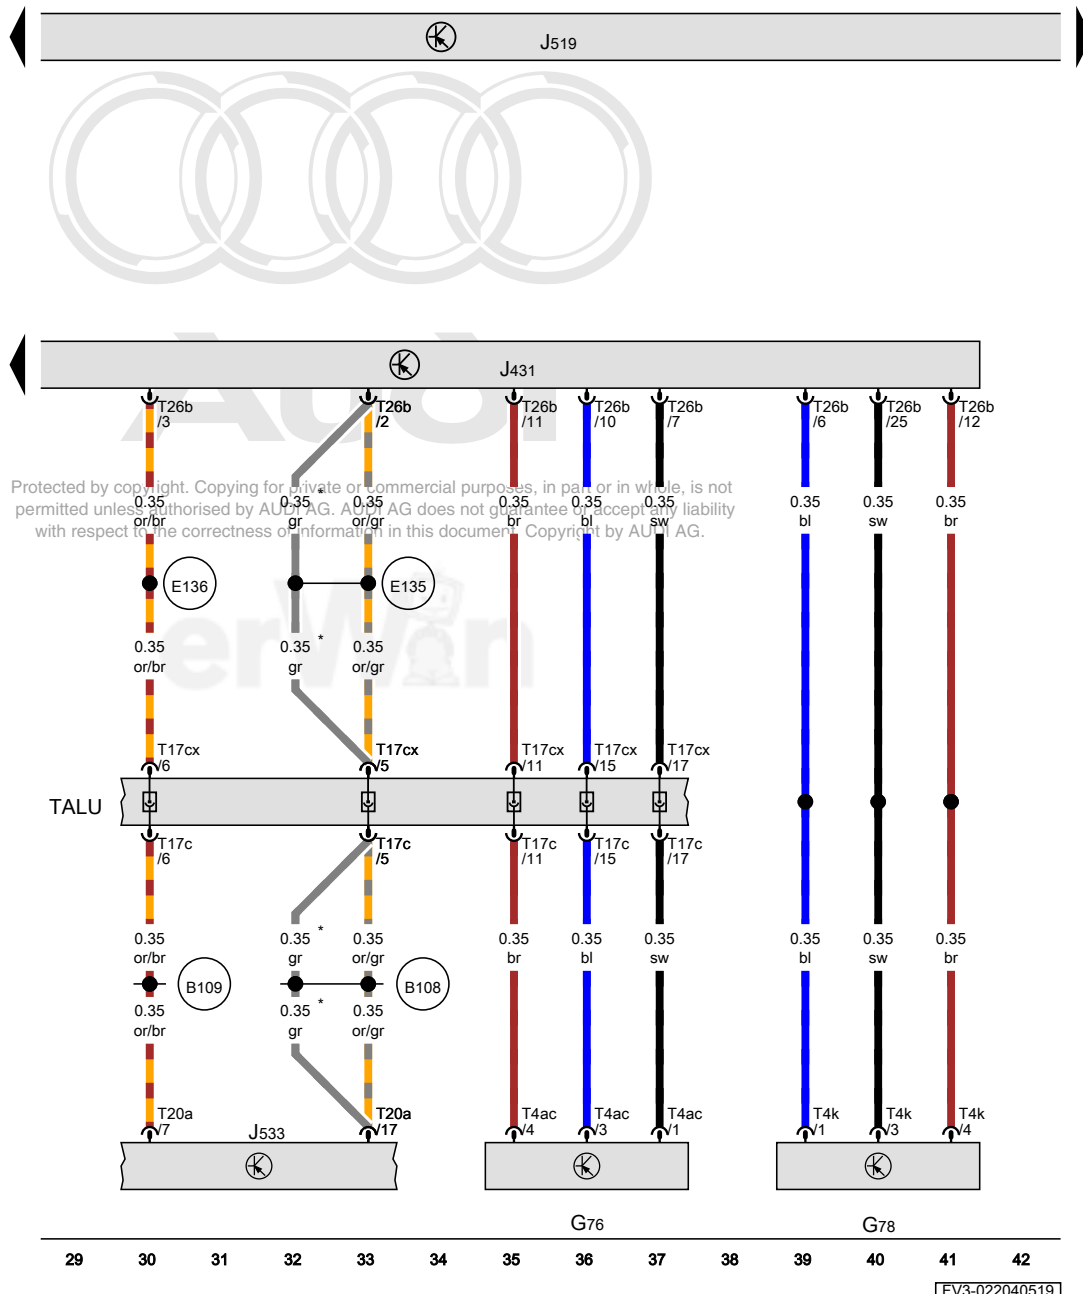 J519
Audi
J431
T26b T26b T26b T26b T26b T26b T26b T26b
/3 /2 /11 /10 /7 /6 /25 /12
Protected by copyright. Copying for private or commercial purposes, in part or in whole, is not
permitted unless authorised by AUDI AG. AUDI AG does not guarantee or accept any liability
with respect to the correctness of information in this document. Copyright by AUDI AG.
*
0.35 0.35 0.35 0.35 0.35 0.35 0.35 0.35 0.35
or/br gr or/gr br bl sw bl sw br
E136 E135
erWin
*
0.35 0.35 0.35
or/br gr or/gr
T17cx T17cx T17cx T17cx T17cx
/6 /5 /11 /15 /17
TALU
T17c T17c T17c T17c T17c
/6 /5 /11 /15 /17
*
0.35 0.35 0.35 0.35 0.35 0.35 0.35 0.35 0.35
or/br gr or/gr br bl sw bl sw br
B109 B108
*
0.35 0.35 0.35
or/br gr or/gr
T20a T20a T4ac T4ac T4ac T4k T4k T4k
/7 /17 /4 /3 /1 /1 /3 /4
J533
G76 G78
29 30 31 32 33 34 35 36 37 38 39 40 41 42
FV3-022040519